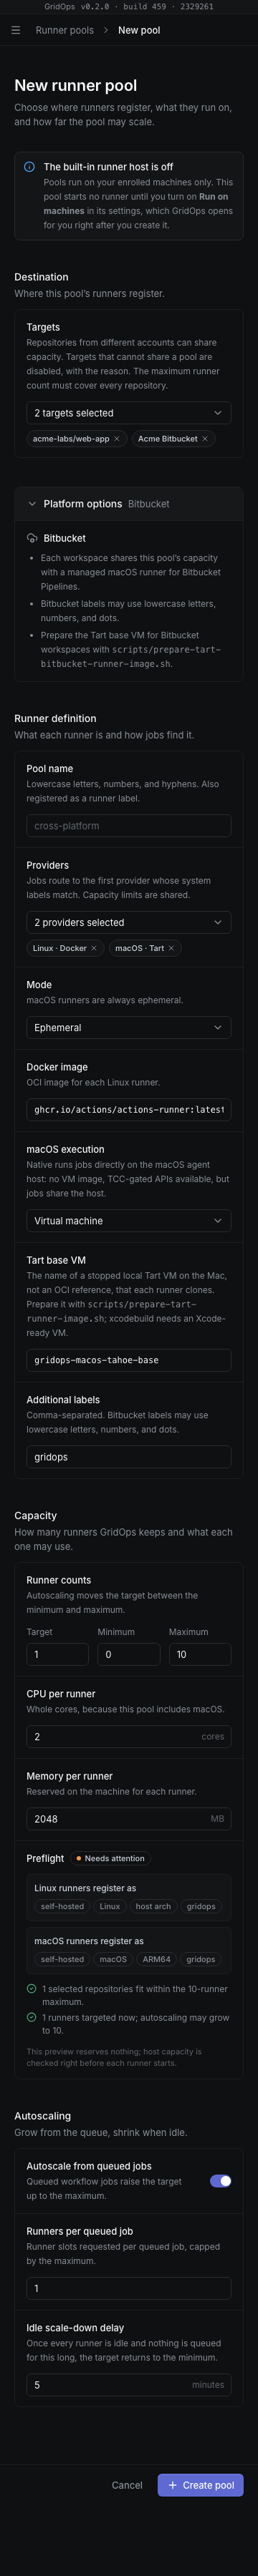 GridOps v0.2.0 · build 459 · 2329261
Runner pools > New pool
New runner pool
Choose where runners register, what they run on,
and how far the pool may scale.
The built-in runner host is off
Pools run on your enrolled machines only. This
pool starts no runner until you turn on Run on
machines in its settings, which GridOps opens
for you right after you create it.
Destination
Where this pool's runners register.
Targets
Repositories from different accounts can share
capacity. Targets that cannot share a pool are
disabled, with the reason. The maximum runner
count must cover every repository.
2 targets selected
acme-labs/web-app × Acme Bitbucket ×
Platform options Bitbucket
Bitbucket
• Each workspace shares this pool's capacity
with a managed macOS runner for Bitbucket
Pipelines.
• Bitbucket labels may use lowercase letters,
numbers, and dots.
• Prepare the Tart base VM for Bitbucket
workspaces with scripts/prepare-tart-
bitbucket-runner-image.sh.
Runner definition
What each runner is and how jobs find it.
Pool name
Lowercase letters, numbers, and hyphens. Also
registered as a runner label.
cross-platform
Providers
Jobs route to the first provider whose system
labels match. Capacity limits are shared.
2 providers selected
Linux · Docker × macOS · Tart ×
Mode
macOS runners are always ephemeral.
Ephemeral
Docker image
OCI image for each Linux runner.
ghcr.io/actions/actions-runner:latest
macOS execution
Native runs jobs directly on the macOS agent
host: no VM image, TCC-gated APIs available, but
jobs share the host.
Virtual machine
Tart base VM
The name of a stopped local Tart VM on the Mac,
not an OCI reference, that each runner clones.
Prepare it with scripts/prepare-tart-
runner-image.sh; xcodebuild needs an Xcode-
ready VM.
gridops-macos-tahoe-base
Additional labels
Comma-separated. Bitbucket labels may use
lowercase letters, numbers, and dots.
gridops
Capacity
How many runners GridOps keeps and what each
one may use.
Runner counts
Autoscaling moves the target between the
minimum and maximum.
Target Minimum Maximum
1 0 10
CPU per runner
Whole cores, because this pool includes macOS.
2 cores
Memory per runner
Reserved on the machine for each runner.
2048 MB
Preflight • Needs attention
Linux runners register as
self-hosted Linux host arch gridops
macOS runners register as
self-hosted macOS ARM64 gridops
1 selected repositories fit within the 10-runner
maximum.
1 runners targeted now; autoscaling may grow
to 10.
This preview reserves nothing; host capacity is
checked right before each runner starts.
Autoscaling
Grow from the queue, shrink when idle.
Autoscale from queued jobs
Queued workflow jobs raise the target
up to the maximum.
Runners per queued job
Runner slots requested per queued job, capped
by the maximum.
1
Idle scale-down delay
Once every runner is idle and nothing is queued
for this long, the target returns to the minimum.
5 minutes
Cancel + Create pool